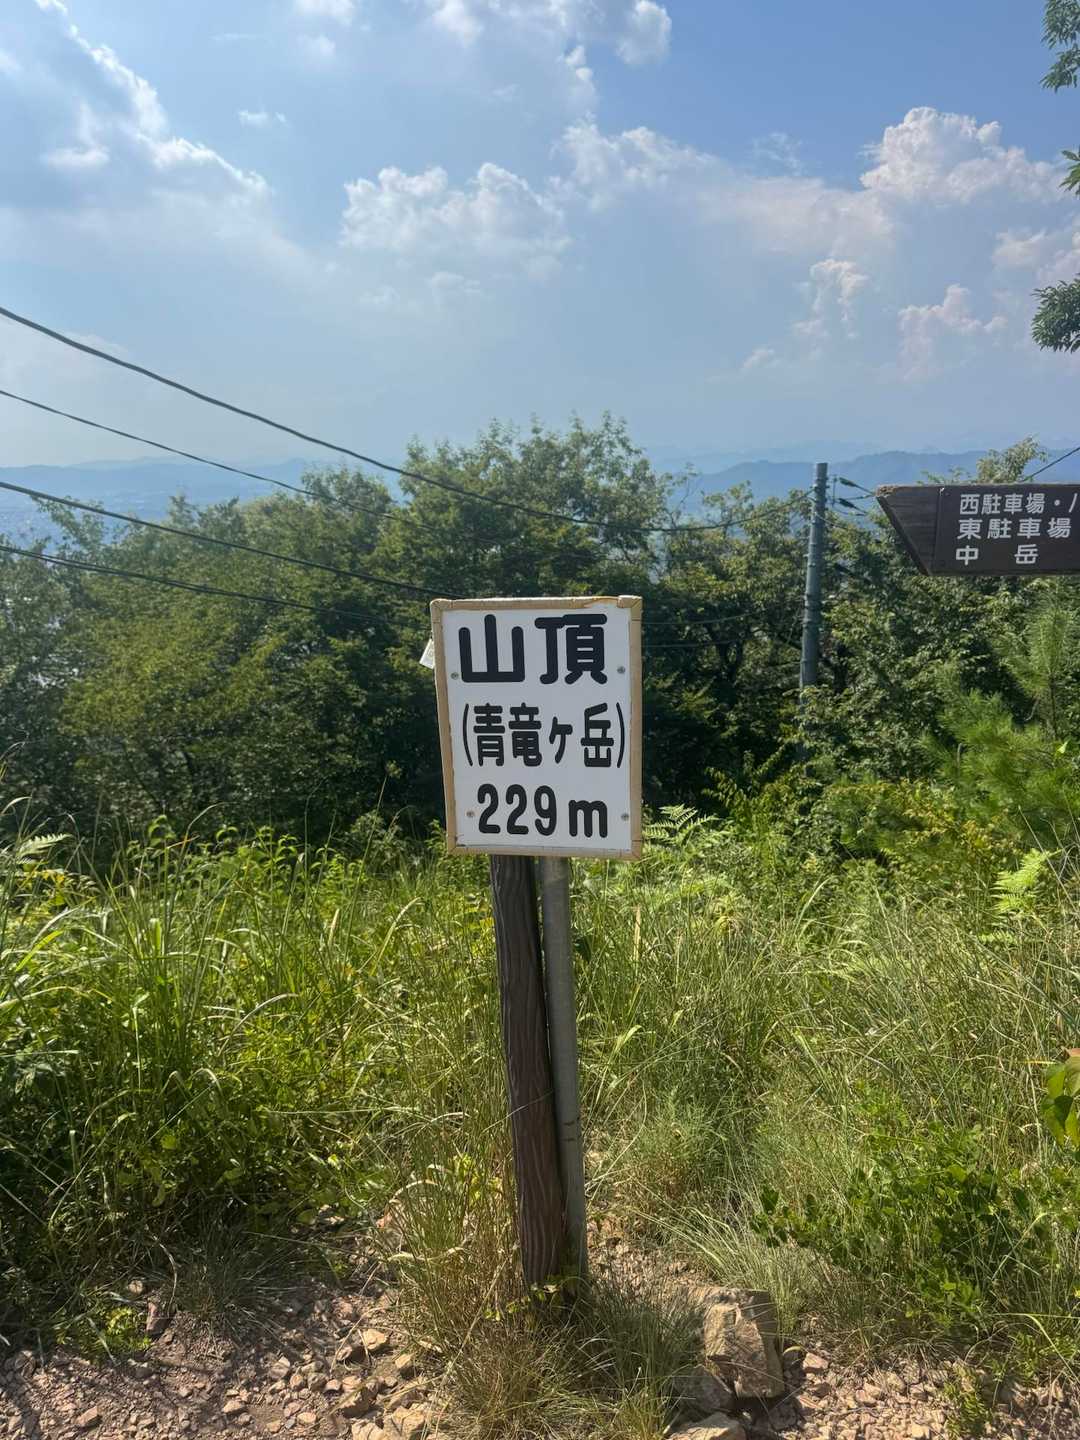 山頂
(青竜ヶ岳)
229m
西駐車場・
東駐車場
中岳